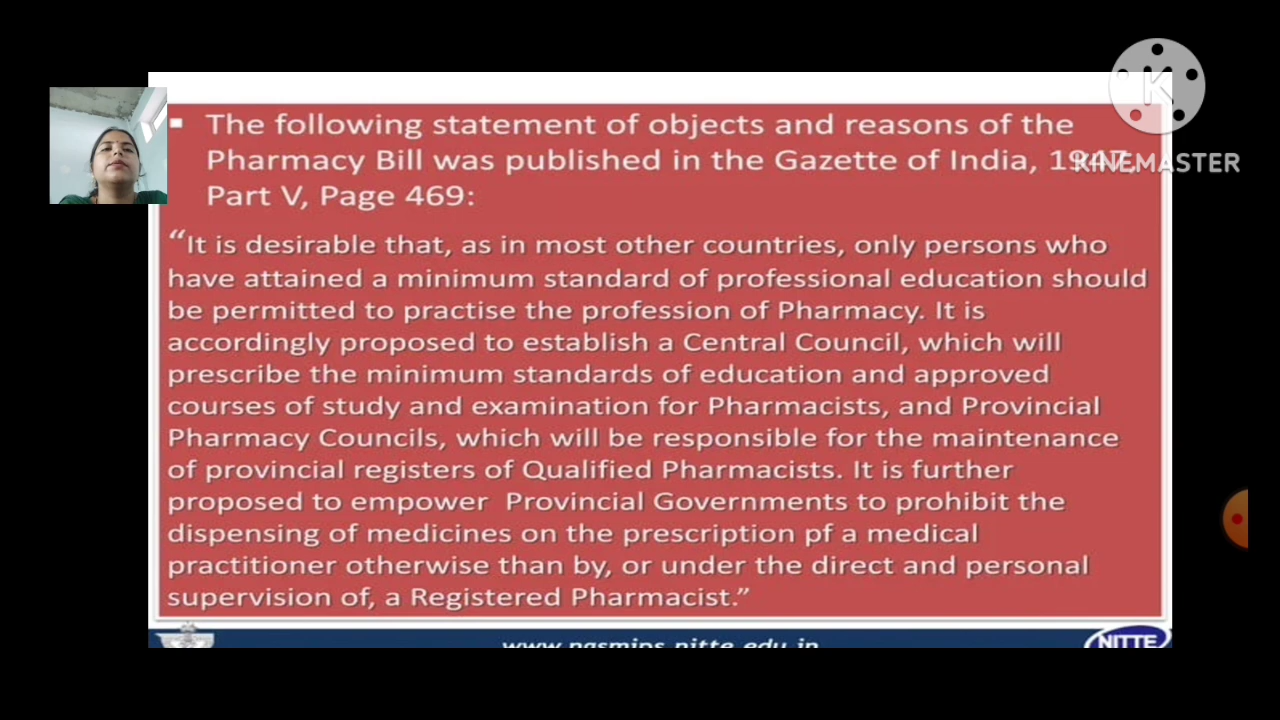 ▪ The following statement of objects and reasons of the
Pharmacy Bill was published in the Gazette of India, 1947,
Part V, Page 469:
“It is desirable that, as in most other countries, only persons who
have attained a minimum standard of professional education should
be permitted to practise the profession of Pharmacy. It is
accordingly proposed to establish a Central Council, which will
prescribe the minimum standards of education and approved
courses of study and examination for Pharmacists, and Provincial
Pharmacy Councils, which will be responsible for the maintenance
of provincial registers of Qualified Pharmacists. It is further
proposed to empower Provincial Governments to prohibit the
dispensing of medicines on the prescription pf a medical
practitioner otherwise than by, or under the direct and personal
supervision of, a Registered Pharmacist.”
www.ngsmips.nitte.edu.in
NITTE
K
KINEMASTER